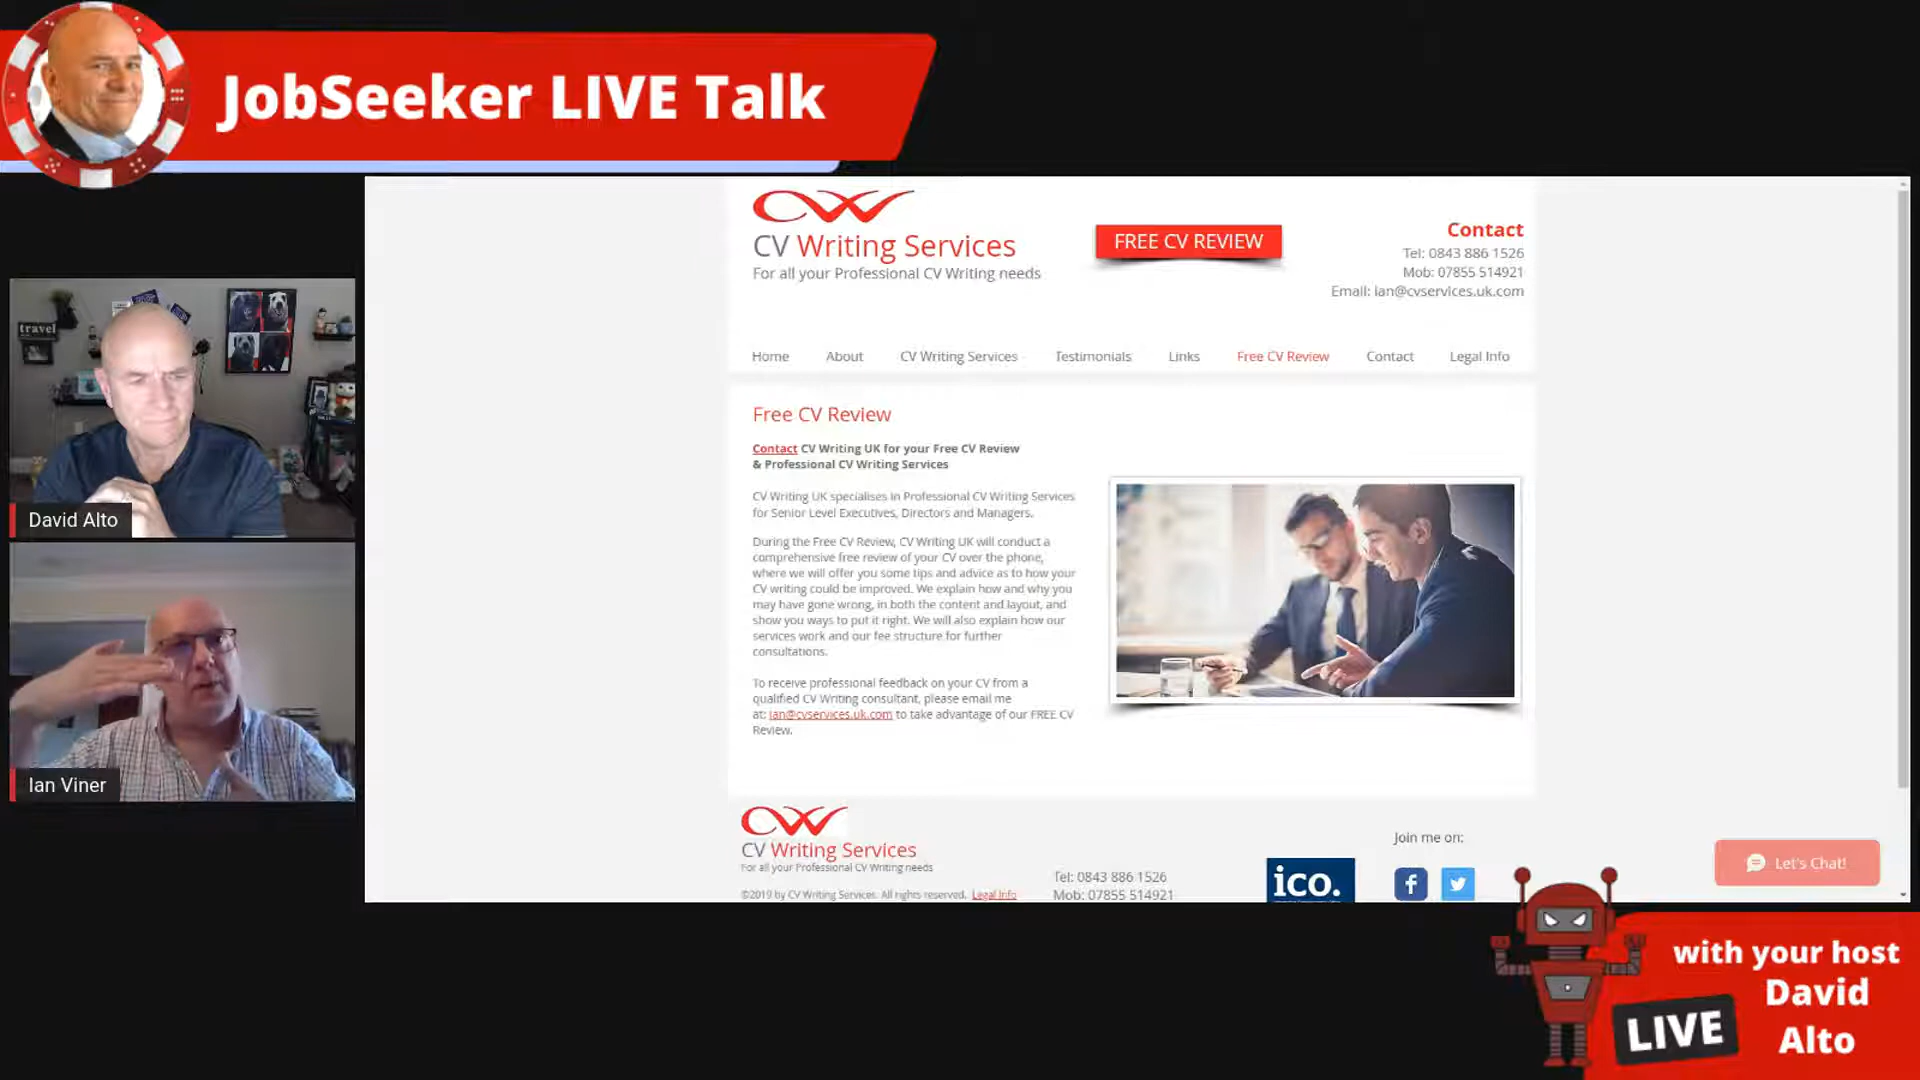 JobSeeker LIVE Talk
CW
CV Writing Services
For all your Professional CV Writing needs
FREE CV REVIEW
Contact
Tel: 0843 886 1526
Mob: 07855 514921
Email: ian@cvservices.uk.com
Home About CV Writing Services Testimonials Links Free CV Review Contact Legal Info
Free CV Review
Contact CV Writing UK for your Free CV Review
& Professional CV Writing Services
CV Writing UK specialises in Professional CV Writing Services
for Senior Level Executives, Directors and Managers.
During the Free CV Review, CV Writing UK will conduct a
comprehensive free review of your CV over the phone,
where we will offer you some tips and advice as to how your
CV writing could be improved. We explain how and why you
may have gone wrong, in both the content and layout, and
show you ways to put it right. We will also explain how our
services work and our fee structure for further
consultations.
To receive professional feedback on your CV from a
qualified CV Writing consultant, please email me
at: ian@cvservices.uk.com to take advantage of our FREE CV
Review.
travel
David Alto
Ian Viner
CW
CV Writing Services
For all your Professional CV Writing needs
©2019 by CV Writing Services. All rights reserved. Legal Info
Tel: 0843 886 1526
Mob: 07855 514921
ico.
Join me on:
Let's Chat!
with your host
David
Alto
LIVE